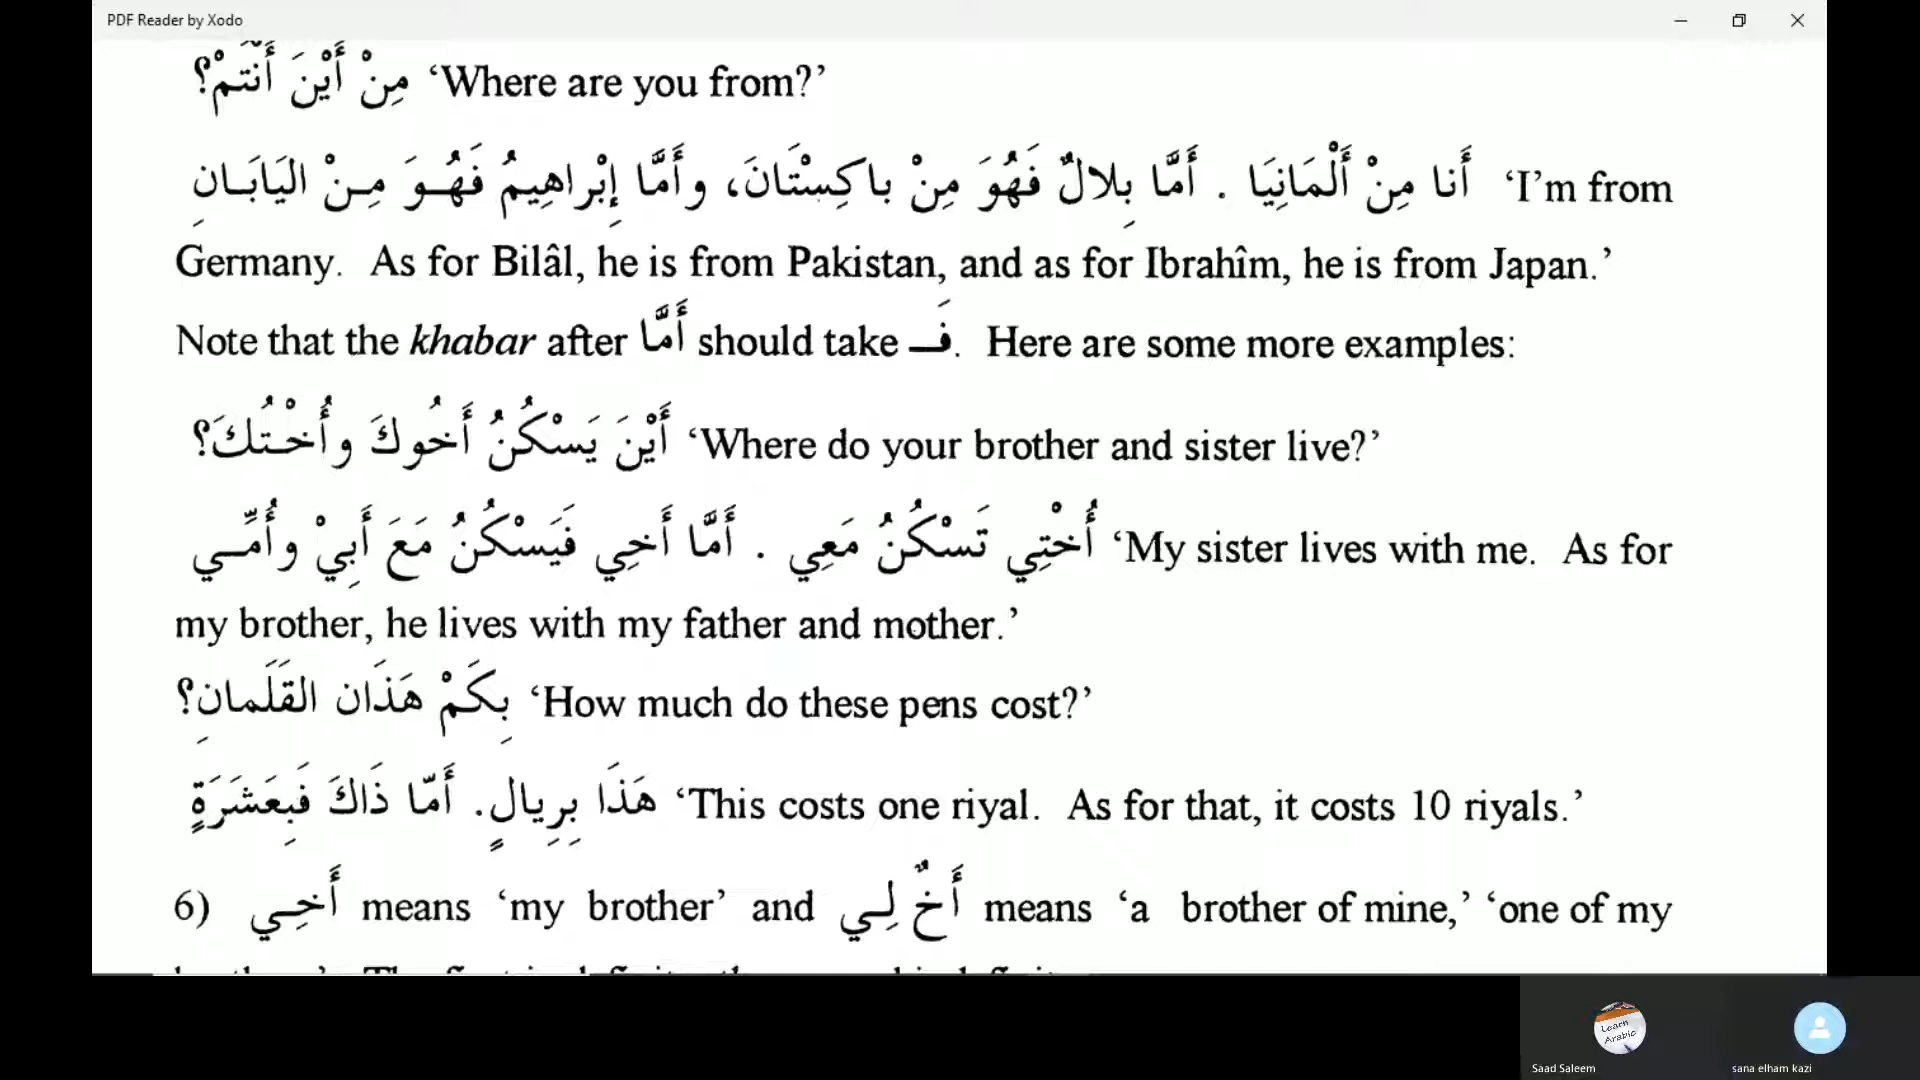 PDF Reader by Xodo
مِنْ أَيْنَ أَنْتُمْ؟ ‘Where are you from?’
أَنا مِنْ أَلْمَانِيَا . أَمَّا بِلالٌ فَهُوَ مِنْ باكِسْتَانَ، وأَمَّا إِبْراهِيمُ فَهُوَ مِنْ اليَابَانِ ‘I’m from
Germany. As for Bilâl, he is from Pakistan, and as for Ibrahîm, he is from Japan.’
Note that the khabar after أَمَّا should take فَـ. Here are some more examples:
أَيْنَ يَسْكُنُ أَخُوكَ وأُخْتُكَ؟ ‘Where do your brother and sister live?’
أُخْتِي تَسْكُنُ مَعِي . أَمَّا أَخِي فَيَسْكُنُ مَعَ أَبِيْ وأُمِّي ‘My sister lives with me. As for
my brother, he lives with my father and mother.’
بِكَمْ هَذَان القَلَمانِ؟ ‘How much do these pens cost?’
هَذَا بِرِيالٍ. أَمّا ذَاكَ فَبِعَشَرَةٍ ‘This costs one riyal. As for that, it costs 10 riyals.’
6) أَخِي means ‘my brother’ and أَخٌ لِي means ‘a brother of mine,’ ‘one of my
Learn Arabic
Saad Saleem
sana elham kazi